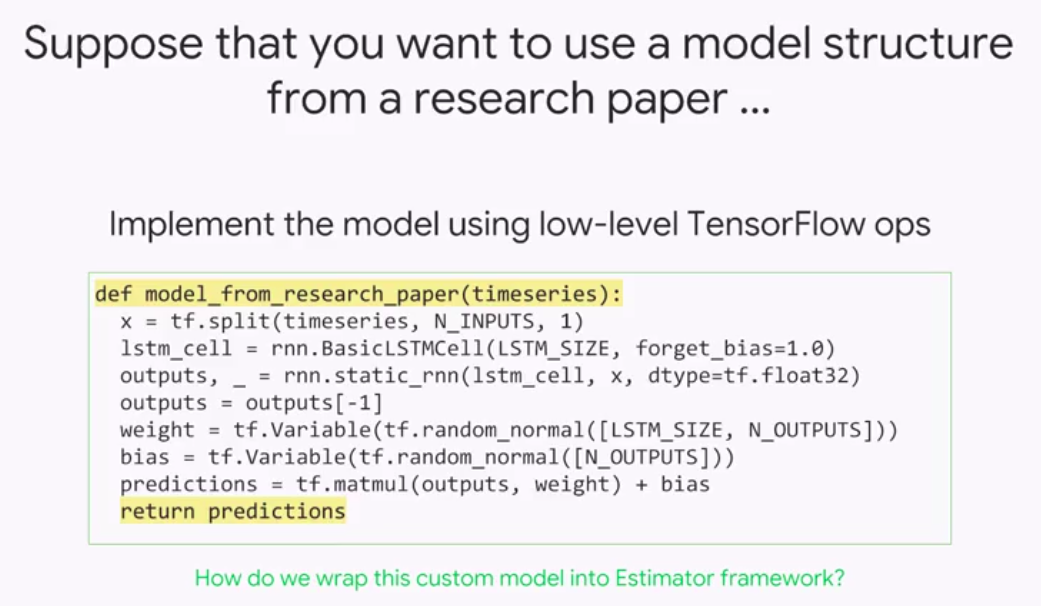 Suppose that you want to use a model structure
from a research paper ...
Implement the model using low-level TensorFlow ops
def model_from_research_paper(timeseries):
x = tf.split(timeseries, N_INPUTS, 1)
lstm_cell = rnn.BasicLSTMCell(LSTM_SIZE, forget_bias=1.0)
outputs, _ = rnn.static_rnn(lstm_cell, x, dtype=tf.float32)
outputs = outputs[-1]
weight = tf.Variable(tf.random_normal([LSTM_SIZE, N_OUTPUTS]))
bias = tf.Variable(tf.random_normal([N_OUTPUTS]))
predictions = tf.matmul(outputs, weight) + bias
return predictions
How do we wrap this custom model into Estimator framework?